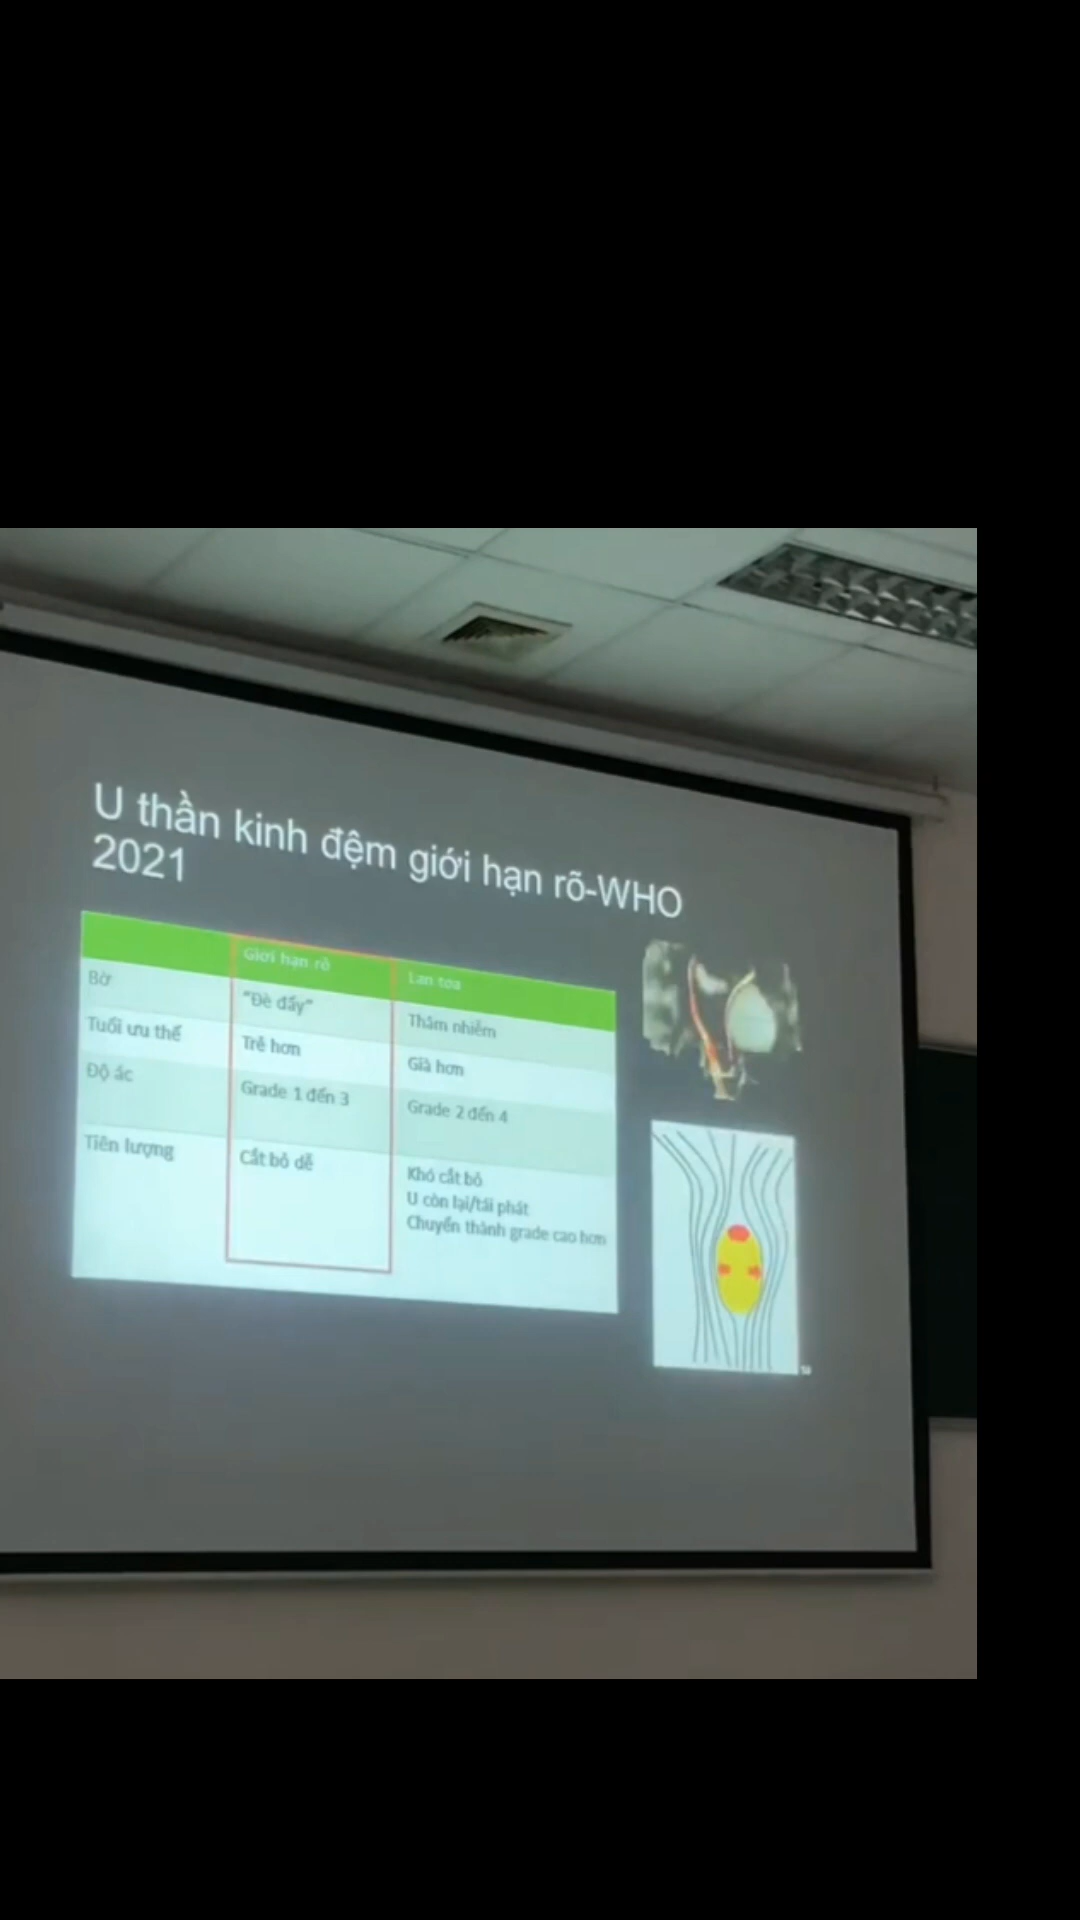 U thần kinh đệm giới hạn rõ-WHO
2021
Giới hạn rõ
Lan tỏa
Bờ
"Đè đẩy"
Thâm nhiễm
Tuổi ưu thế
Trẻ hơn
Già hơn
Độ ác
Grade 1 đến 3
Grade 2 đến 4
Tiên lượng
Cắt bỏ dễ
Khó cắt bỏ
U còn lại/tái phát
Chuyển thành grade cao hơn